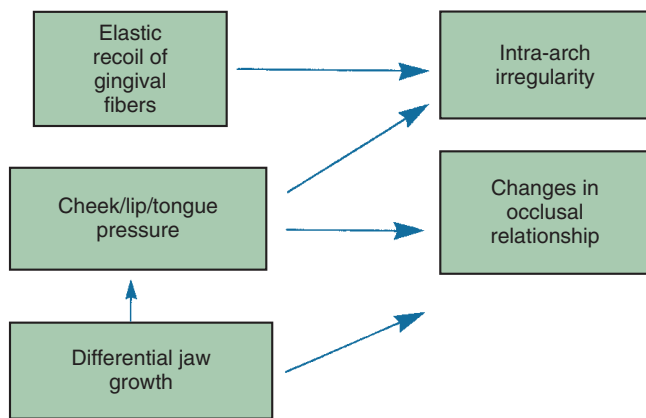 Elastic
recoil of
gingival
fibers
Intra-arch
irregularity
Cheek/lip/tongue
pressure
Changes in
occlusal
relationship
Differential jaw
growth